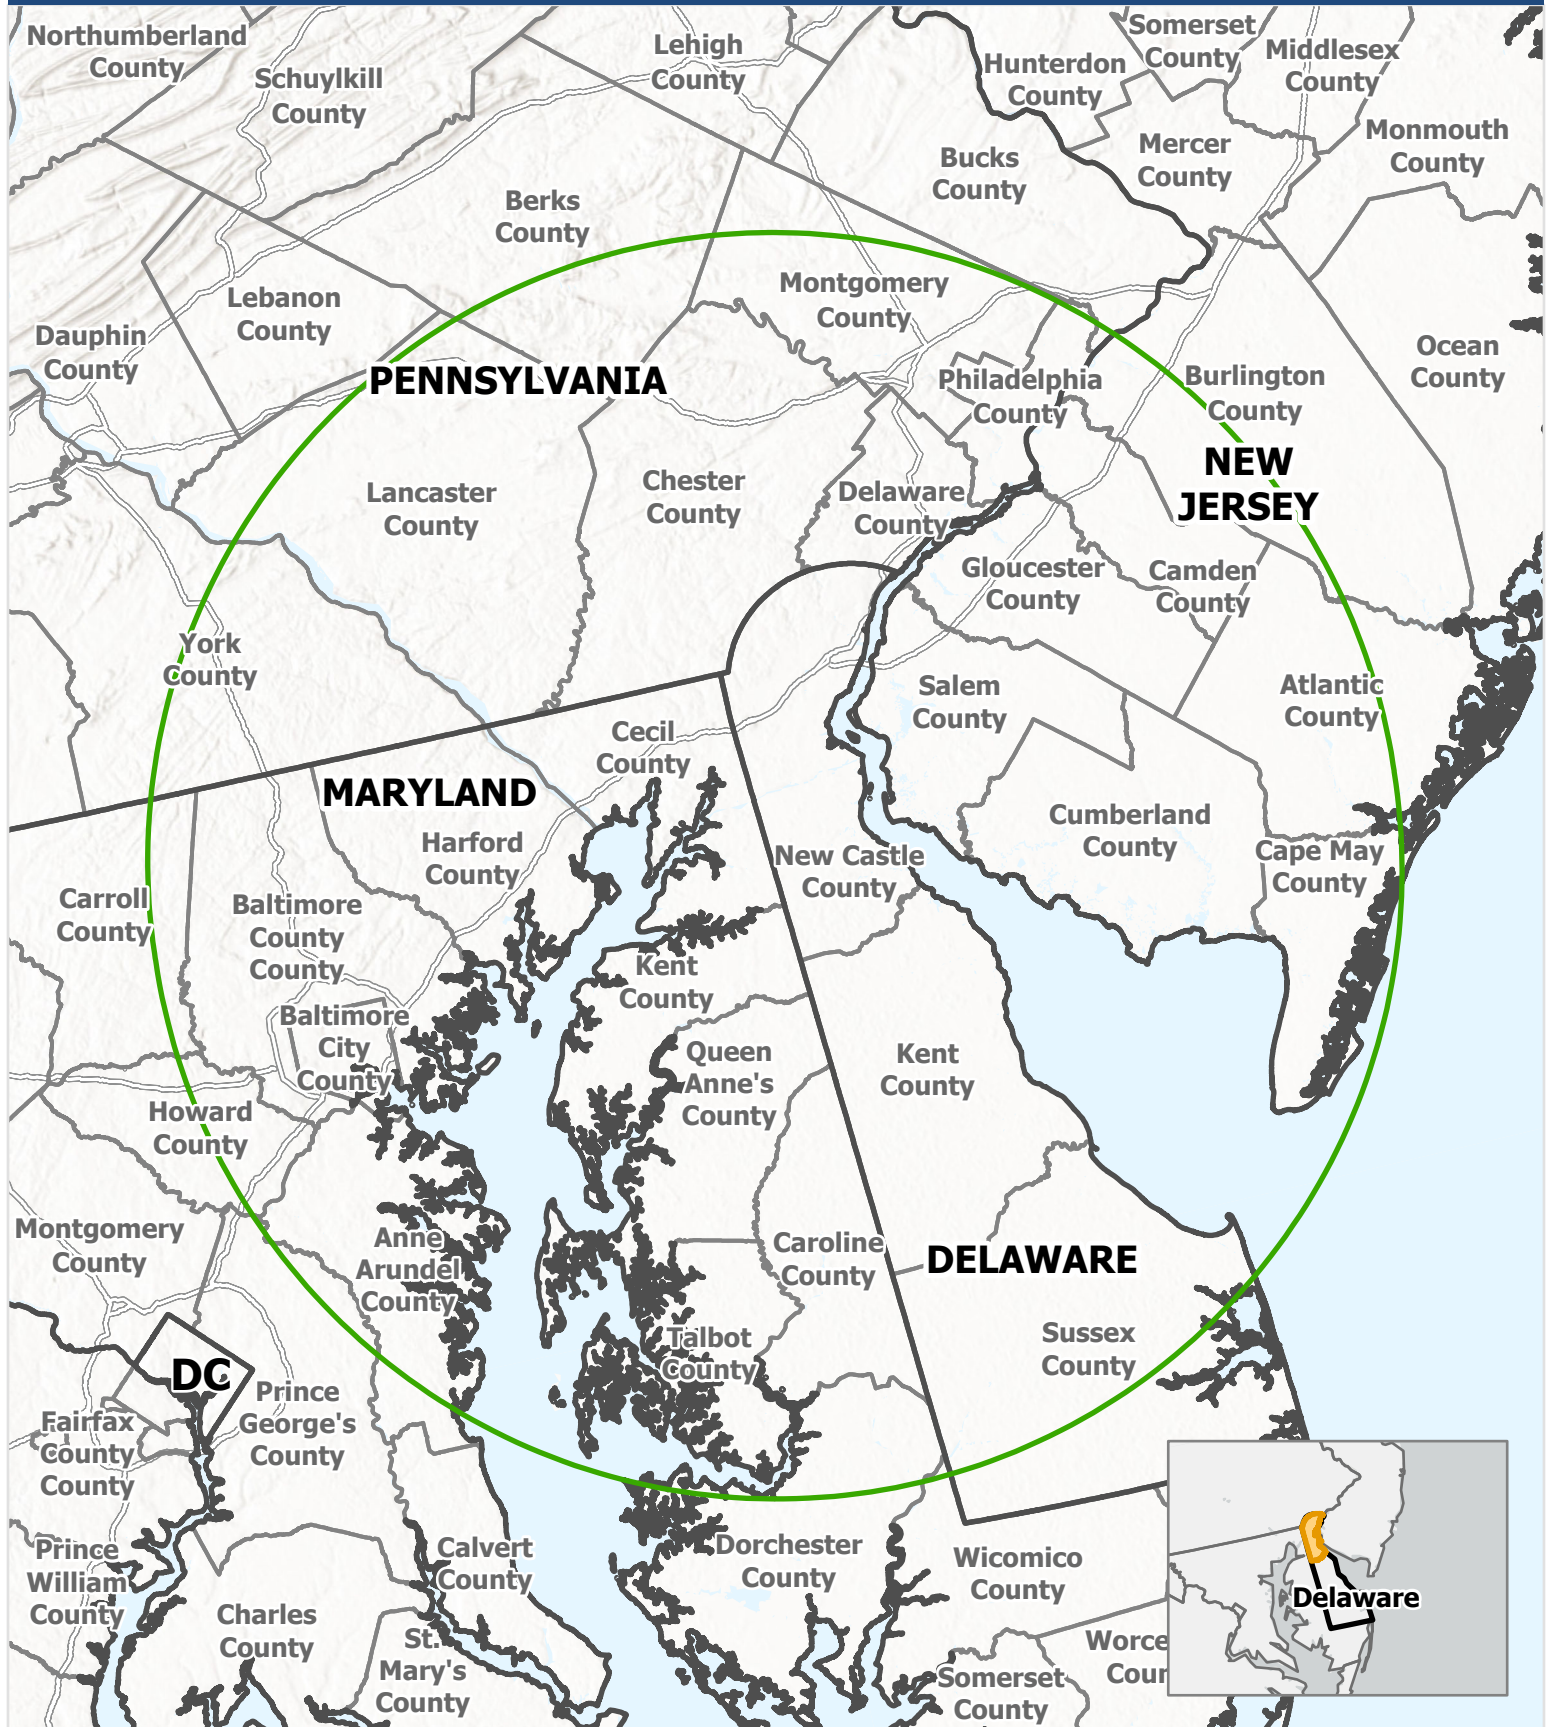 Northumberland
County
Schuylkill
County
Lehigh
County
Hunterdon
County
Somerset
County
Middlesex
County
Monmouth
County
Mercer
County
Bucks
County
Berks
County
Lebanon
County
Dauphin
County
Montgomery
County
PENNSYLVANIA
Philadelphia
County
Burlington
County
Ocean
County
NEW
JERSEY
Lancaster
County
Chester
County
Delaware
County
Gloucester
County
Camden
County
York
County
Salem
County
Atlantic
County
Cecil
County
MARYLAND
Harford
County
New Castle
County
Cumberland
County
Cape May
County
Carroll
County
Baltimore
County
County
Kent
County
Baltimore
City
County
Queen
Anne's
County
Kent
County
Howard
County
Montgomery
County
Anne
Arundel
County
Caroline
County
DELAWARE
Talbot
County
Sussex
County
DC
Prince
George's
County
Fairfax
County
County
Prince
William
County
Calvert
County
Dorchester
County
Wicomico
County
Delaware
Charles
County
St.
Mary's
County
Somerset
County
Worce
Cour